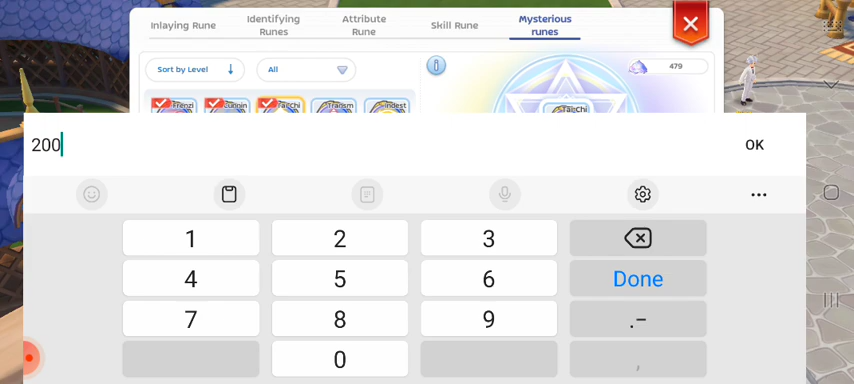 Inlaying Rune
Identifying
Runes
Attribute
Rune
Skill Rune
Mysterious
runes
Sort by Level
All
479
Frenzi
Cunnin
Tai Chi
Transm
Indest
Tai Chi
200
OK
1
2
3
4
5
6
Done
7
8
9
.-
0
,